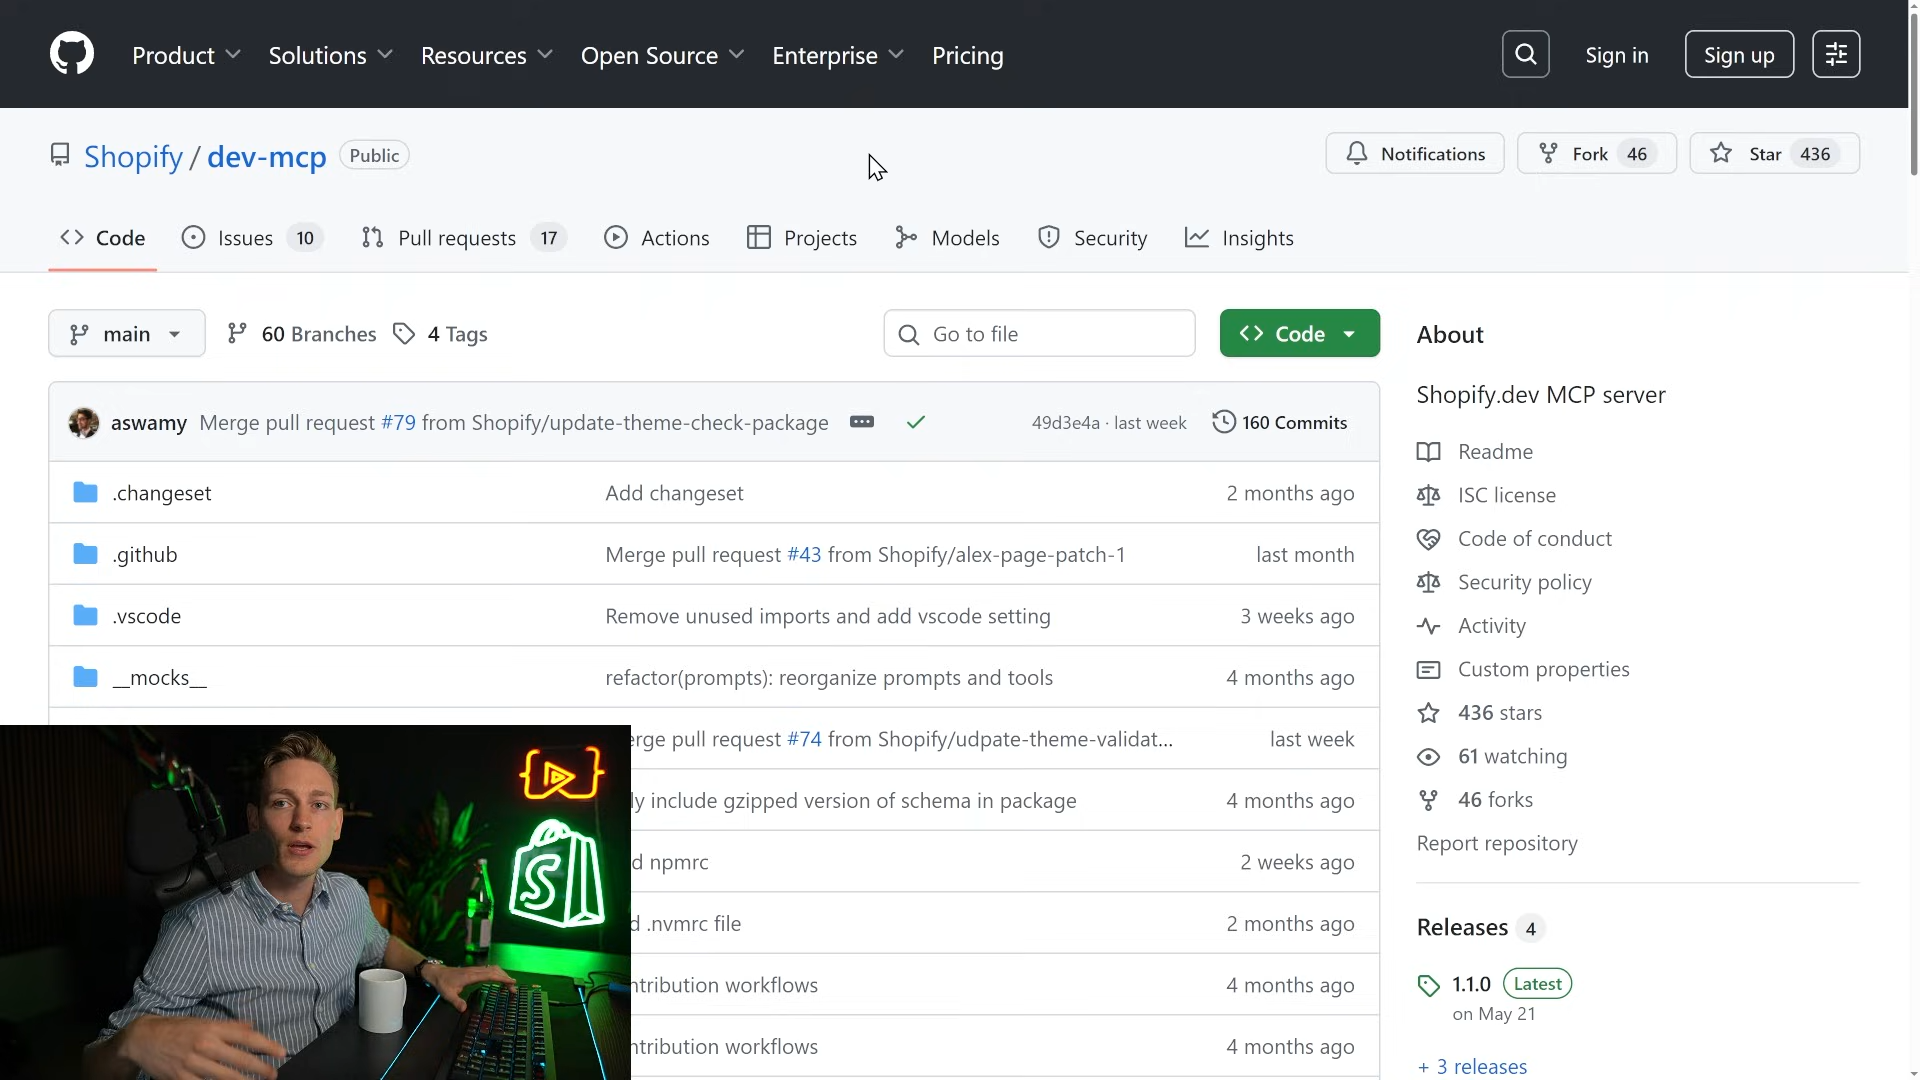 Product Solutions Resources Open Source Enterprise Pricing Sign in Sign up
Shopify / dev-mcp Public Notifications Fork 46 Star 436
Code Issues 10 Pull requests 17 Actions Projects Models Security Insights
main 60 Branches 4 Tags Go to file Code
aswamy Merge pull request #79 from Shopify/update-theme-check-package 49d3e4a · last week 160 Commits
.changeset Add changeset 2 months ago
.github Merge pull request #43 from Shopify/alex-page-patch-1 last month
.vscode Remove unused imports and add vscode setting 3 weeks ago
__mocks__ refactor(prompts): reorganize prompts and tools 4 months ago
erge pull request #74 from Shopify/udpate-theme-validat... last week
ly include gzipped version of schema in package 4 months ago
d npmrc 2 weeks ago
d .nvmrc file 2 months ago
ntribution workflows 4 months ago
ntribution workflows 4 months ago
About
Shopify.dev MCP server
Readme
ISC license
Code of conduct
Security policy
Activity
Custom properties
436 stars
61 watching
46 forks
Report repository
Releases 4
1.1.0 Latest
on May 21
+ 3 releases
S